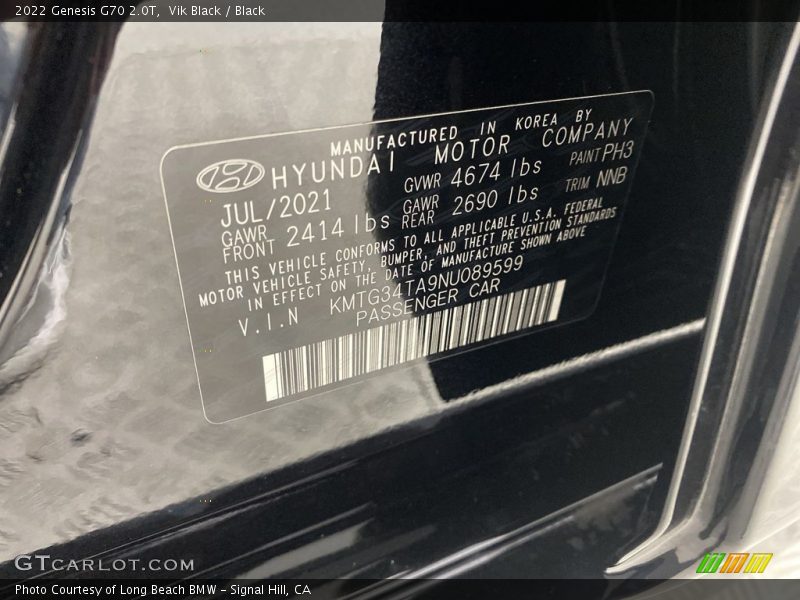 2022 Genesis G70 2.0T, Vik Black / Black
MANUFACTURED IN KOREA BY
HYUNDAI MOTOR COMPANY
JUL/2021 GVWR 4674 lbs PAINT PH3
GAWR FRONT 2414 lbs GAWR REAR 2690 lbs TRIM NNB
THIS VEHICLE CONFORMS TO ALL APPLICABLE U.S.A. FEDERAL
MOTOR VEHICLE SAFETY, BUMPER, AND THEFT PREVENTION STANDARDS
IN EFFECT ON THE DATE OF MANUFACTURE SHOWN ABOVE
V.I.N KMTG34TA9NU089599
PASSENGER CAR
GTCARLOT.COM
Photo Courtesy of Long Beach BMW - Signal Hill, CA